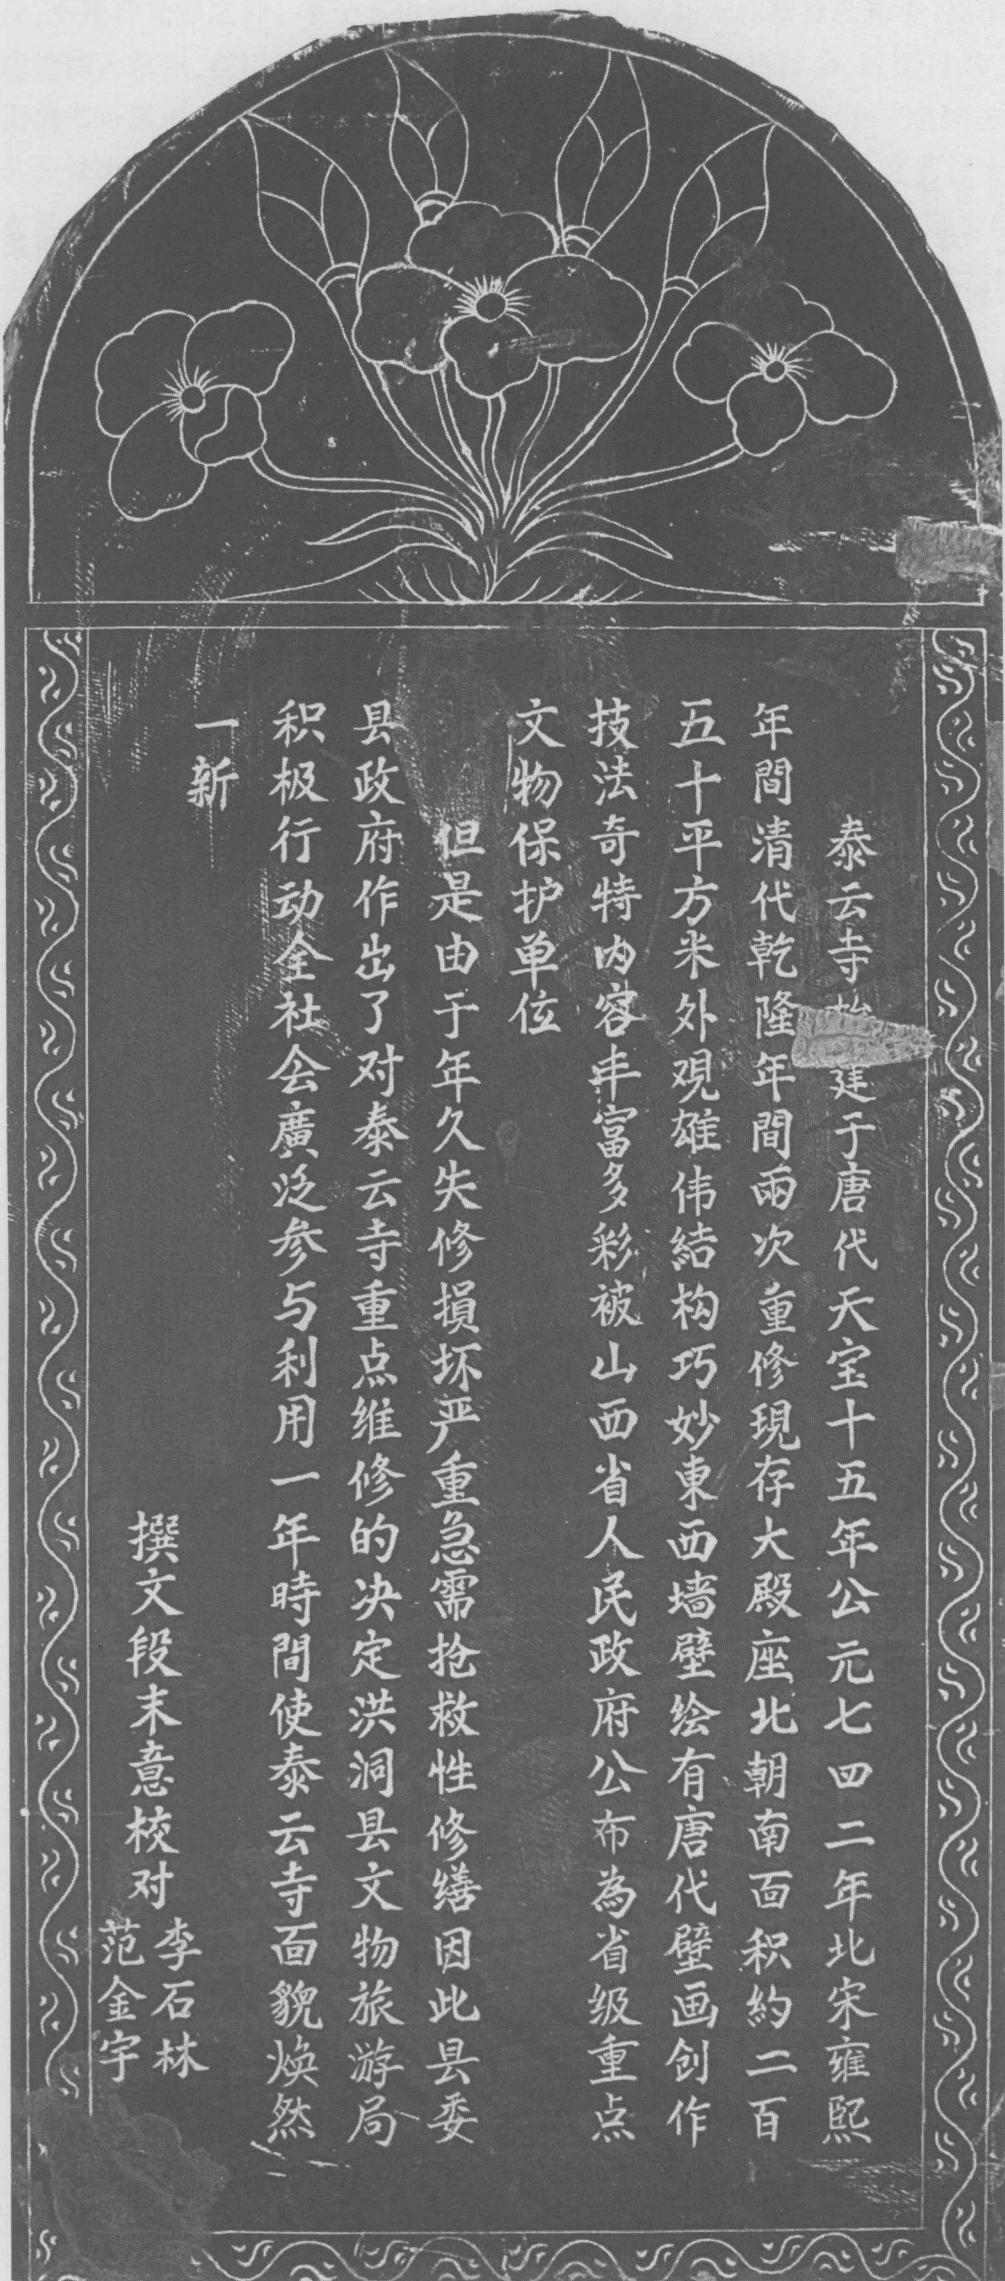 泰云寺始建于唐代天宝十五年公元七四二年北宋雍熙
年間清代乾隆年間兩次重修現存大殿座北朝南面积約二百
五十平方米外观雄伟結构巧妙東西墙壁绘有唐代壁画创作
技法奇特内容丰富多彩被山西省人民政府公布為省级重点
文物保护单位
但是由于年久失修損坏严重急需抢救性修缮因此县委
县政府作出了对泰云寺重点维修的决定洪洞县文物旅游局
积极行动全社会廣泛参与利用一年時間使泰云寺面貌焕然
一新
撰文段末意校对
李石林
范金宇